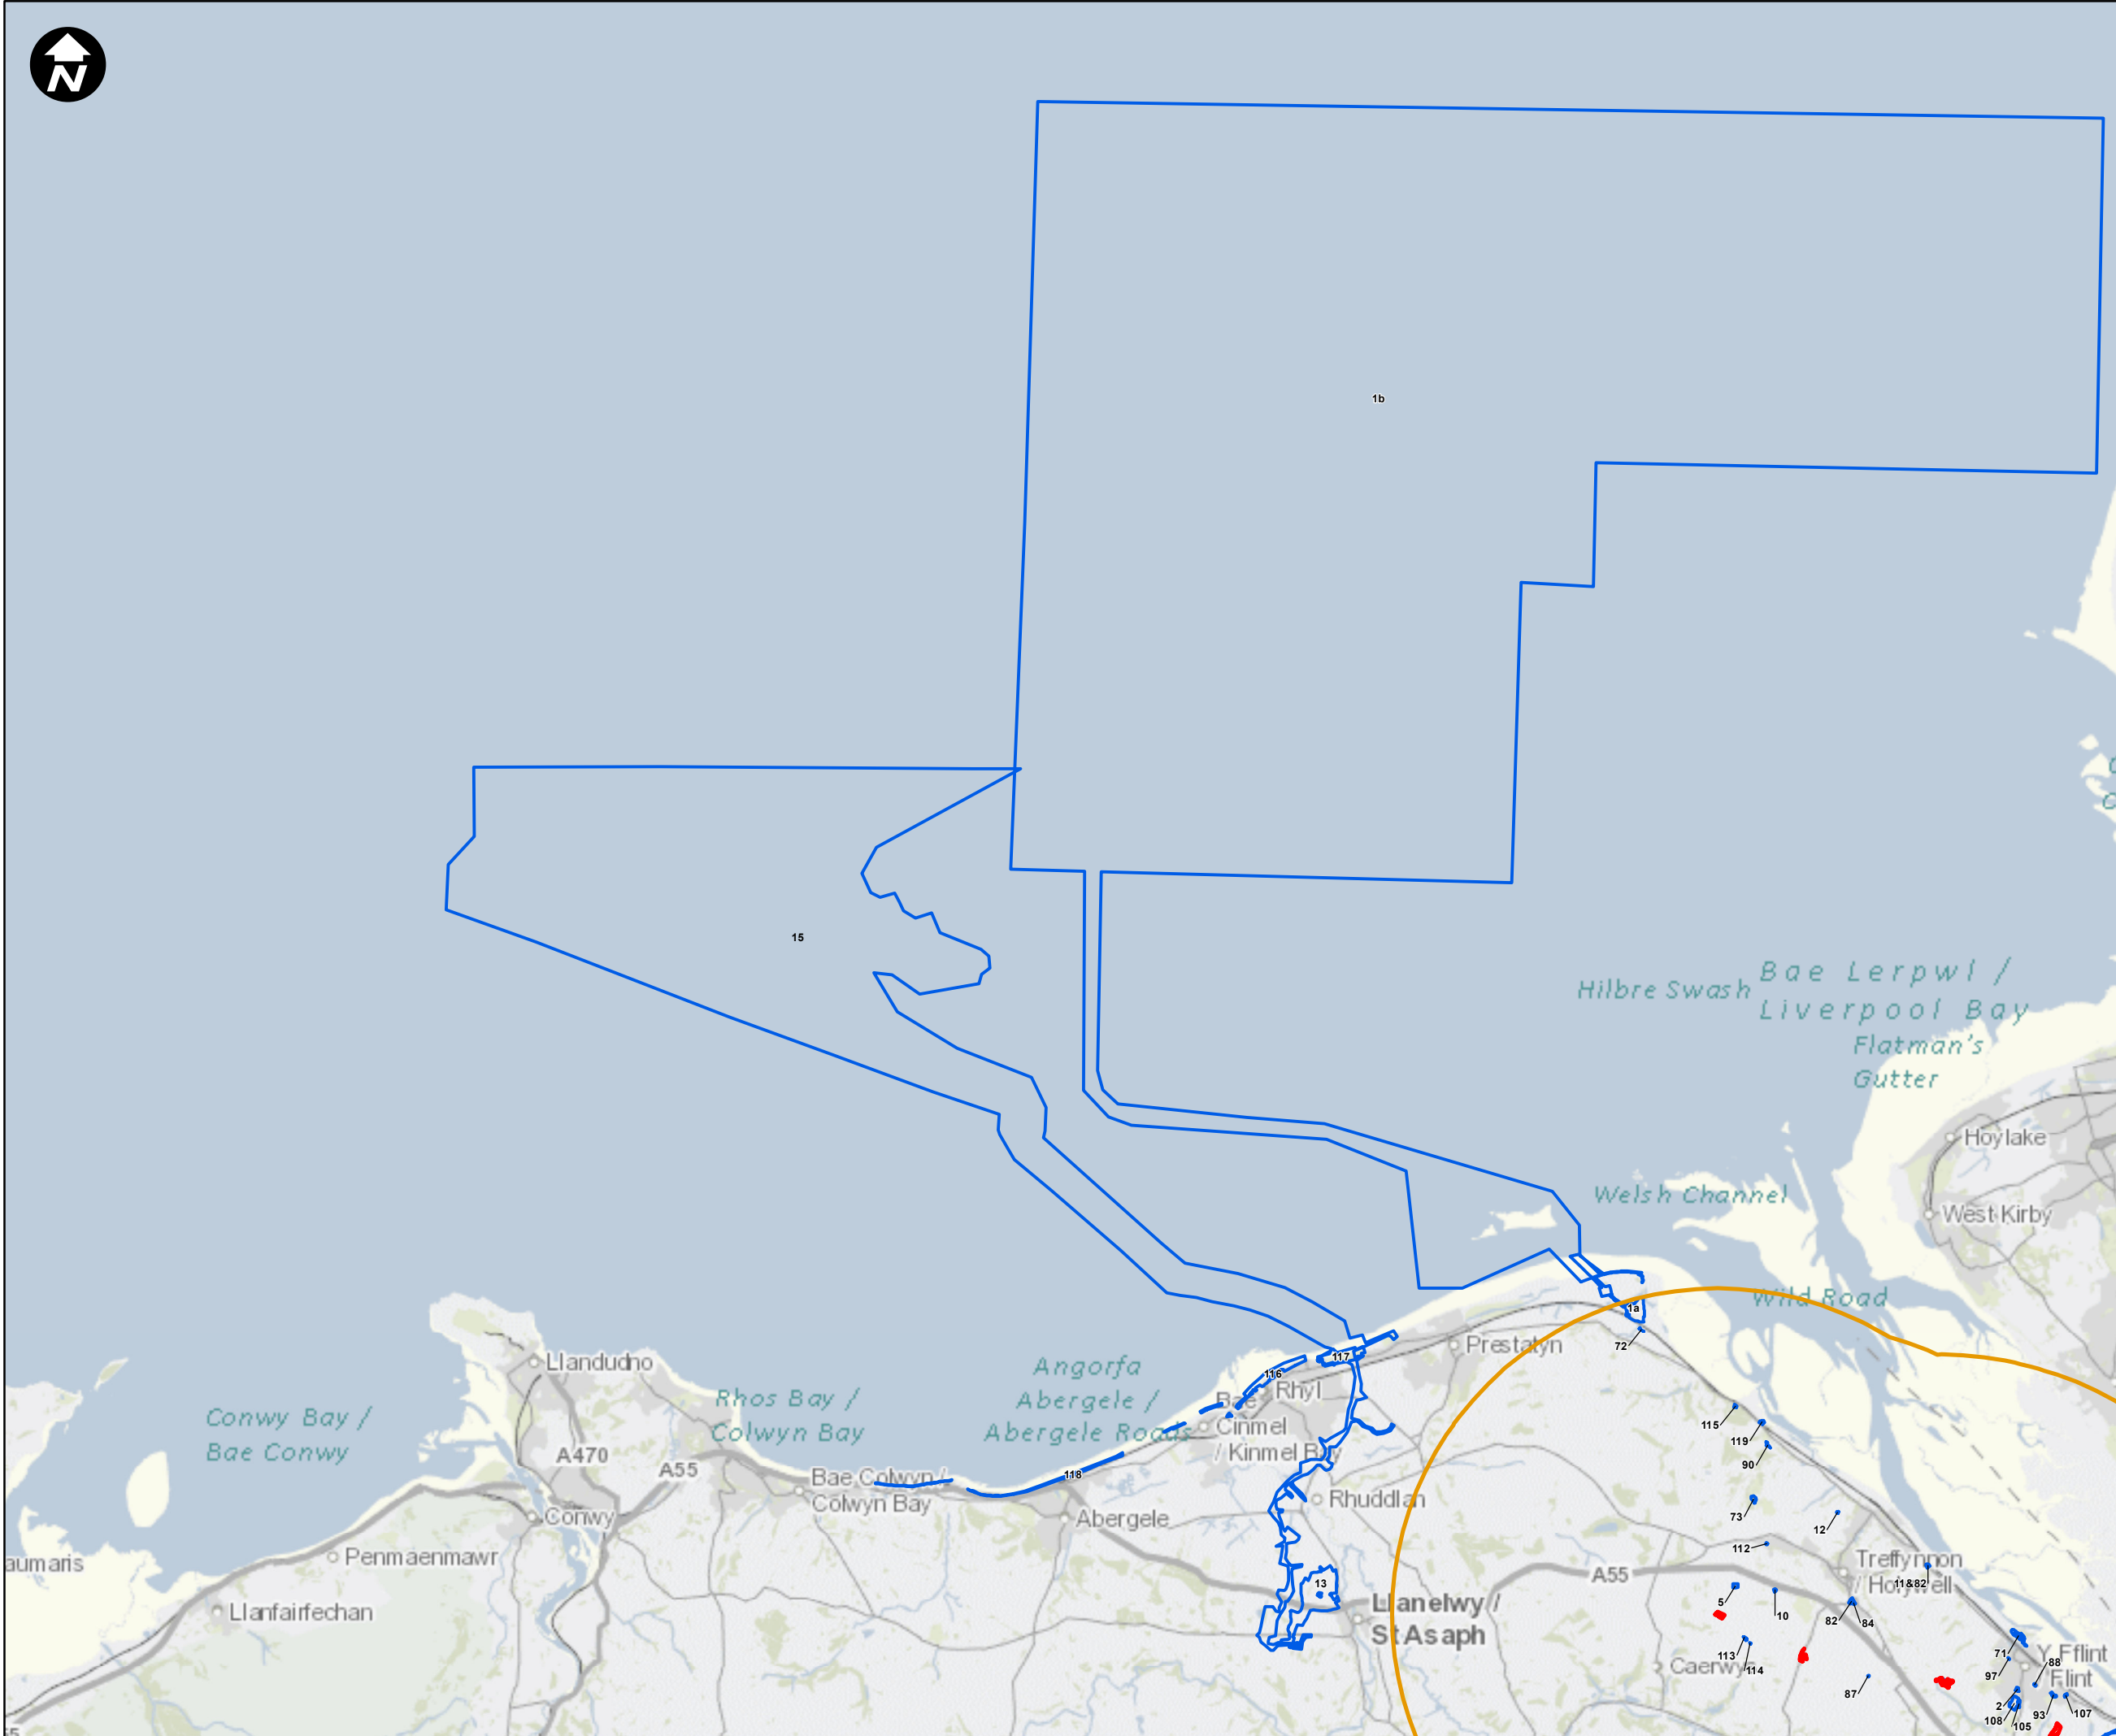 N
1b
15
Bae Lerpwl /
Liverpool Bay
Hilbre Swash
Flatman's
Gutter
Hoylake
Welsh Channel
West Kirby
Wild Road
1a
72
Prestatyn
117
116
Rhyl
Bae
Cinmel
/ Kinmel Bay
Llandudno
Angorfa
Abergele /
Abergele Roads
Rhos Bay /
Colwyn Bay
Conwy Bay /
Bae Conwy
A470
A55
118
Bae Colwyn /
Colwyn Bay
Abergele
Rhuddlan
Conwy
Penmaenmawr
aumaris
Llanfairfechan
115
119
90
73
12
112
A55
Treffynnon
/ Holywell
11&82
13
Llanelwy /
St Asaph
5
10
82
84
113
114
Caerwys
87
71
97
88
Y Fflint
Flint
2
108
105
93
107
55